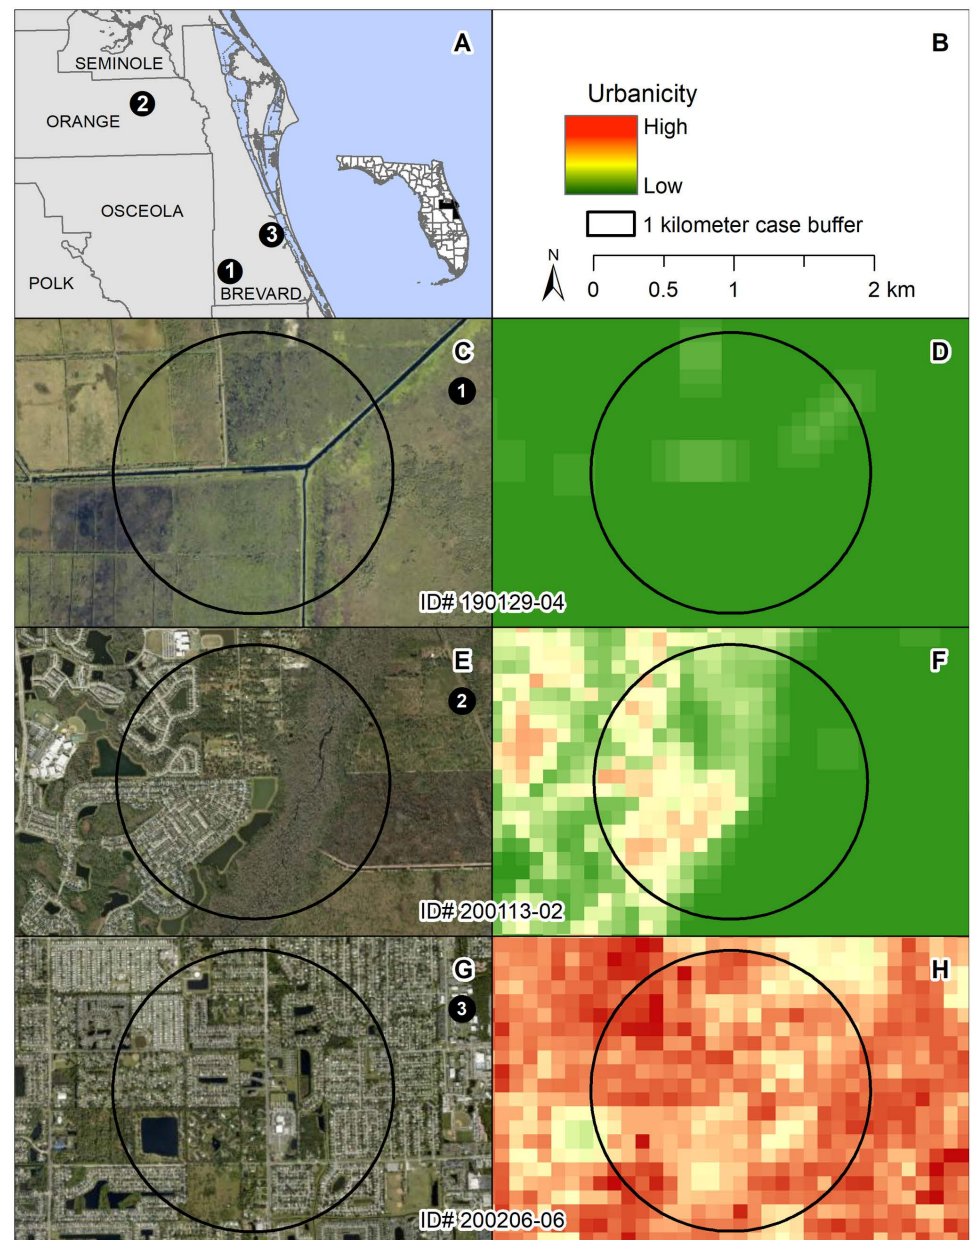 A
SEMINOLE
2
ORANGE
OSCEOLA
3
1
POLK
BREVARD
B
Urbanicity
High
Low
1 kilometer case buffer
N
0 0.5 1 2 km
C
1
D
ID# 190129-04
E
2
F
ID# 200113-02
G
3
H
ID# 200206-06